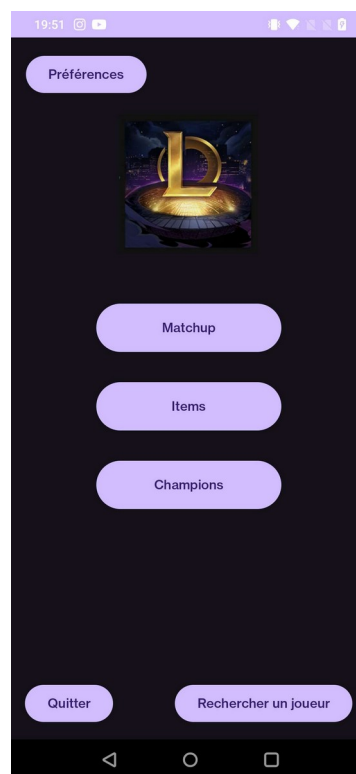 19:51
Préférences
Matchup
Items
Champions
Quitter
Rechercher un joueur